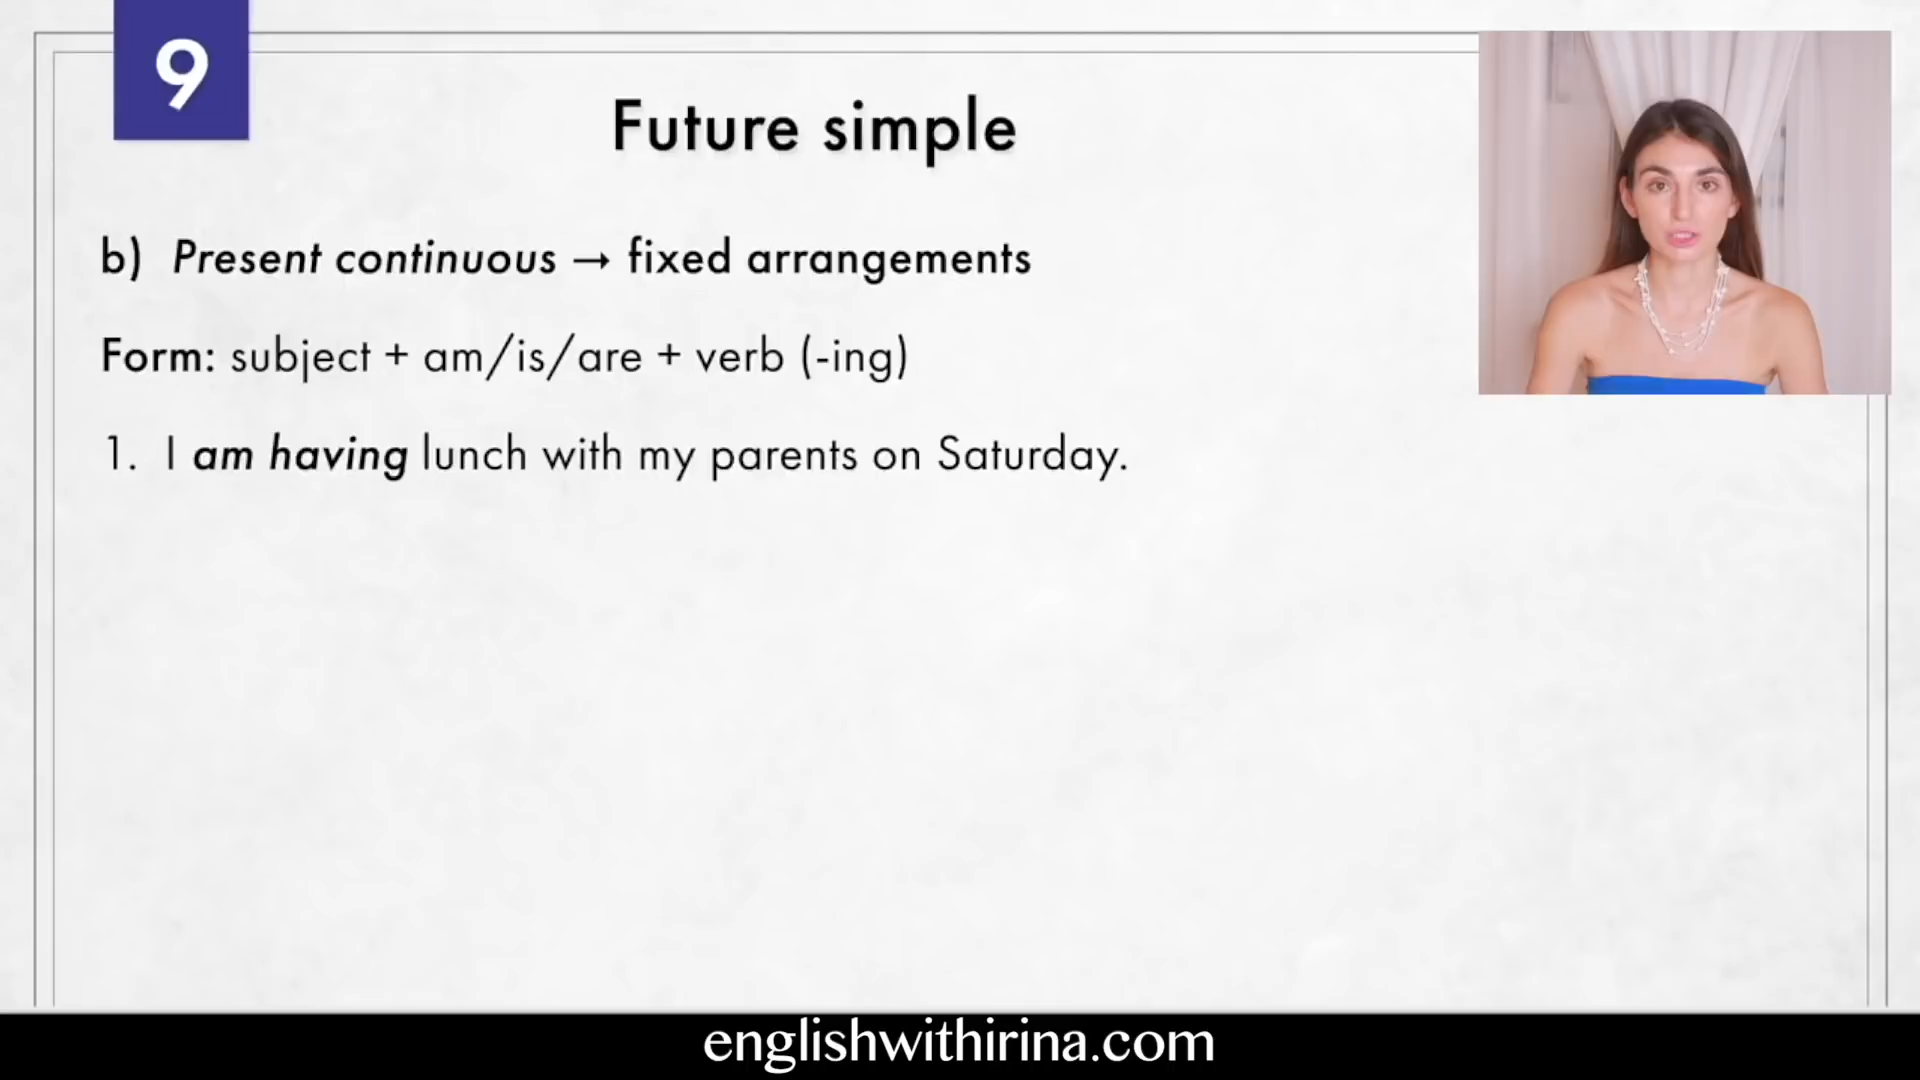 9
Future simple
b) Present continuous → fixed arrangements
Form: subject + am/is/are + verb (-ing)
1. I am having lunch with my parents on Saturday.
englishwithirina.com